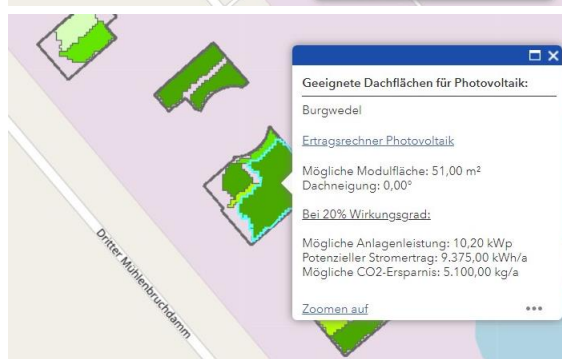 Geeignete Dachflächen für Photovoltaik:
Burgwedel
Ertragsrechner Photovoltaik
Mögliche Modulfläche: 51,00 m²
Dachneigung: 0,00°
Bei 20% Wirkungsgrad:
Mögliche Anlagenleistung: 10,20 kWp
Potenzieller Stromertrag: 9.375,00 kWh/a
Mögliche CO2-Ersparnis: 5.100,00 kg/a
Zoomen auf
Dritter Mühlenbruchdamm